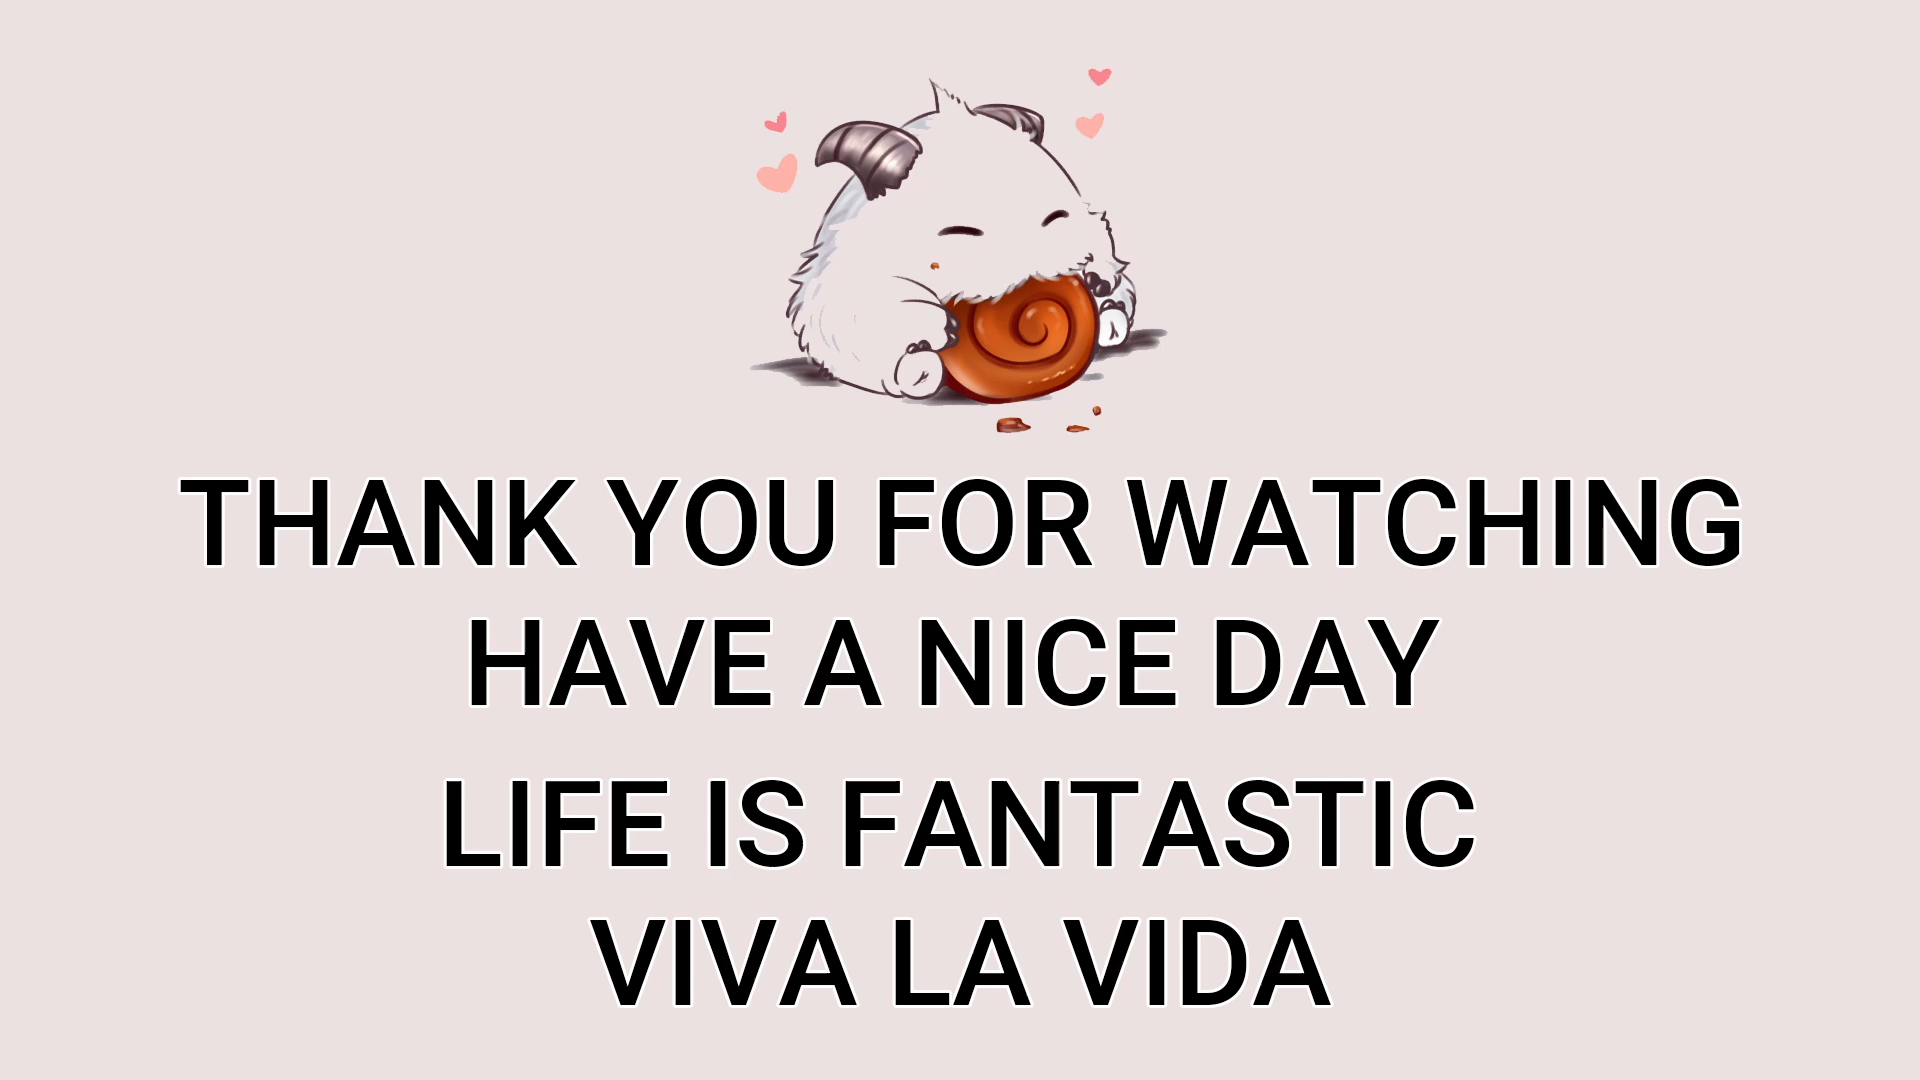 THANK YOU FOR WATCHING
HAVE A NICE DAY
LIFE IS FANTASTIC
VIVA LA VIDA